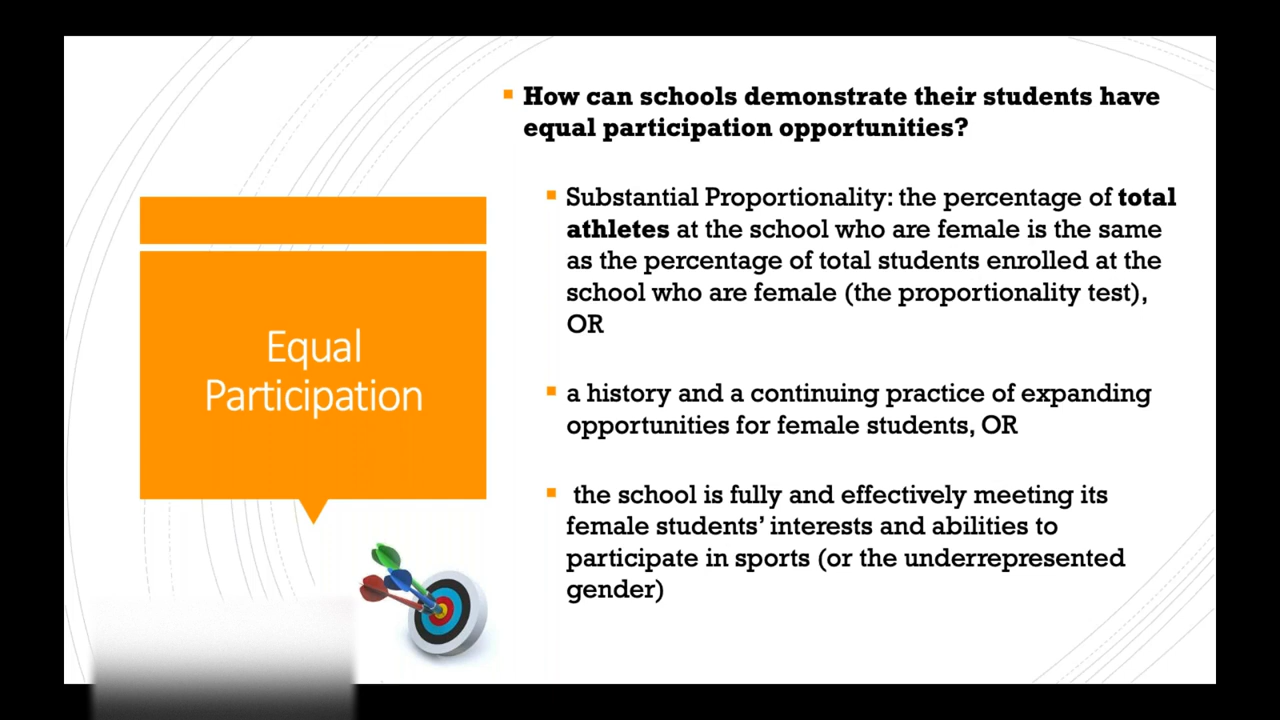 Equal
Participation
How can schools demonstrate their students have
equal participation opportunities?
Substantial Proportionality: the percentage of total
athletes at the school who are female is the same
as the percentage of total students enrolled at the
school who are female (the proportionality test),
OR
a history and a continuing practice of expanding
opportunities for female students, OR
the school is fully and effectively meeting its
female students’ interests and abilities to
participate in sports (or the underrepresented
gender)